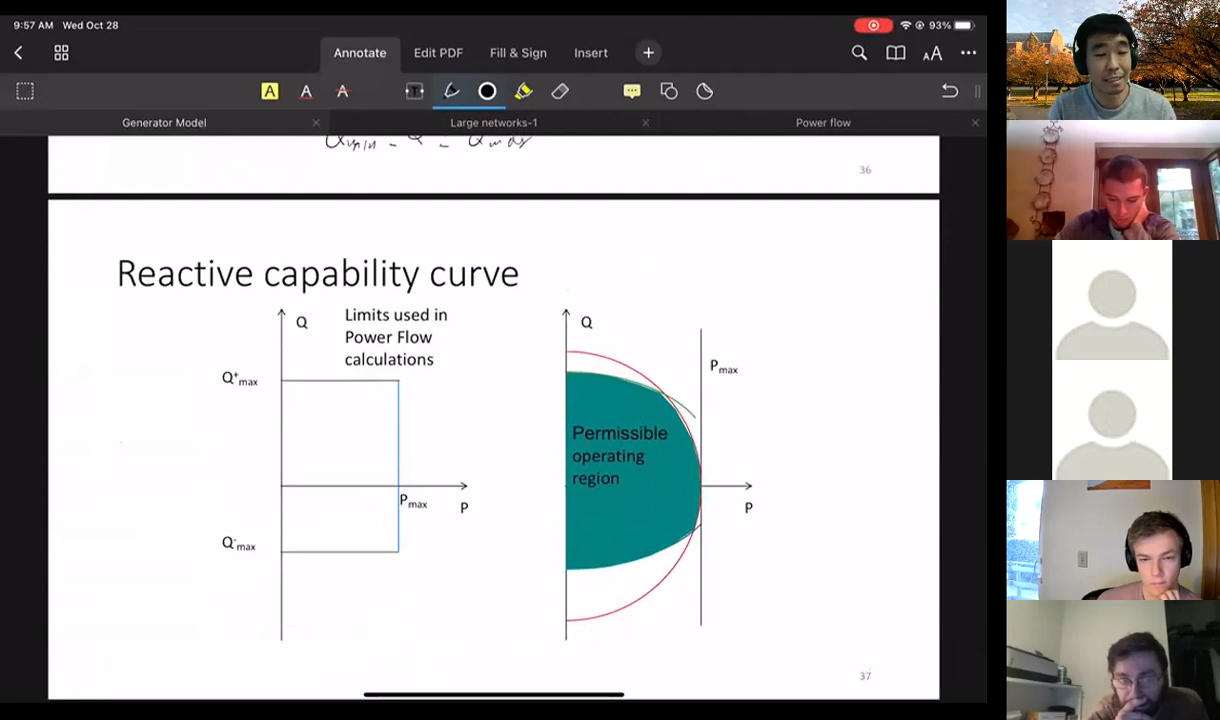 9:57 AM Wed Oct 28
93%
Annotate Edit PDF Fill & Sign Insert
Generator Model Large networks-1 Power flow
36
Reactive capability curve
Q
Limits used in
Power Flow
calculations
Q+max
Pmax
P
Q-max
Q
Pmax
Permissible
operating
region
P
37